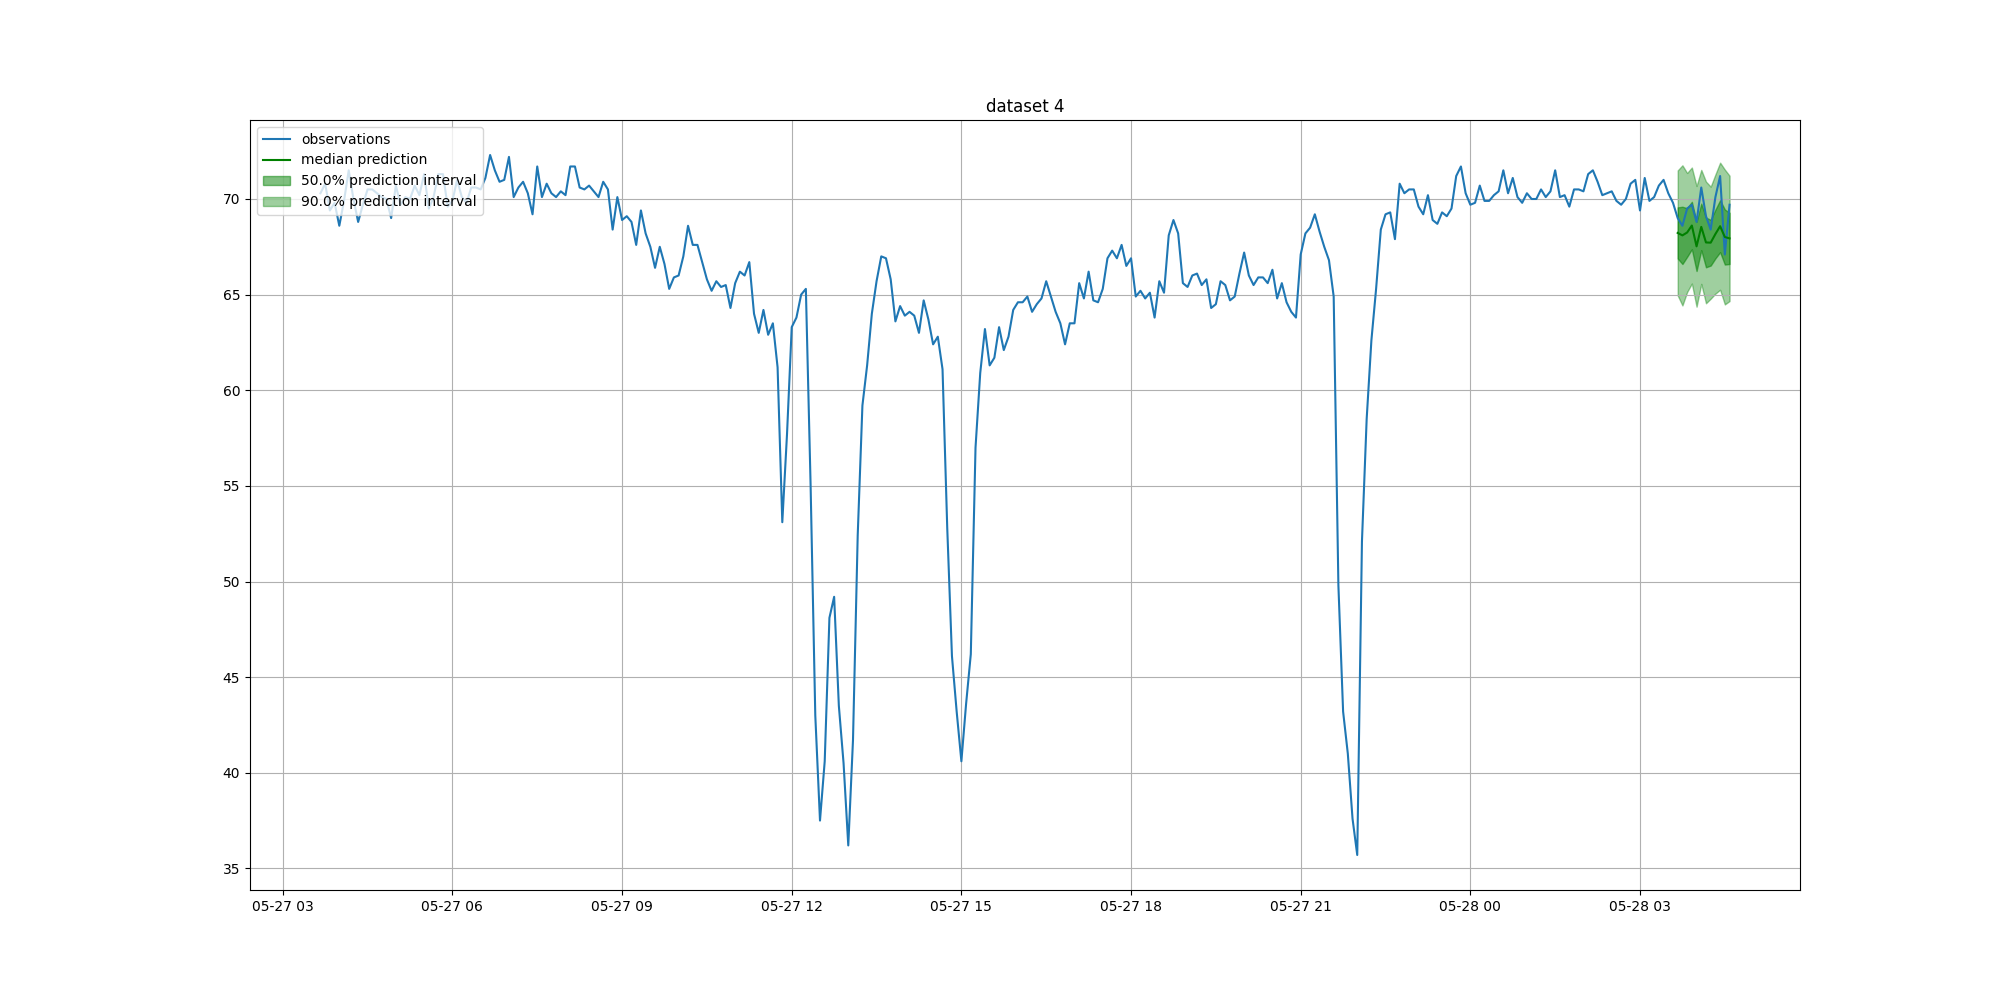 dataset 4
observations
median prediction
50.0% prediction interval
90.0% prediction interval
70
65
60
55
50
45
40
35
05-27 03 05-27 06 05-27 09 05-27 12 05-27 15 05-27 18 05-27 21 05-28 00 05-28 03